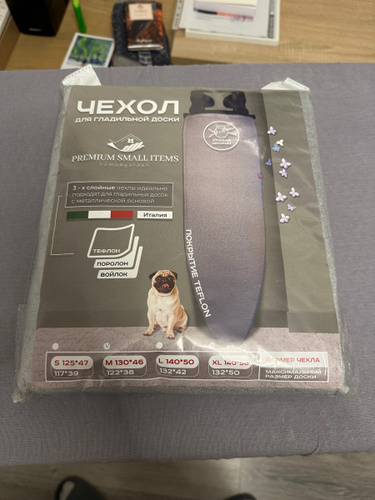 ЧЕХОЛ
ДЛЯ ГЛАДИЛЬНОЙ ДОСКИ
PREMIUM SMALL ITEMS
3 - х слойные чехлы идеально
подходят для гладильных досок
с металлической основой
Италия
ТЕФЛОН
ПОРОЛОН
ВОЙЛОК
ПОКРЫТИЕ TEFLON
S 125*47
117*39
M 130*46
122*38
L 140*50
132*42
XL 140*58
132*50
РАЗМЕР ЧЕХЛА
МАКСИМАЛЬНЫЙ
РАЗМЕР ДОСКИ